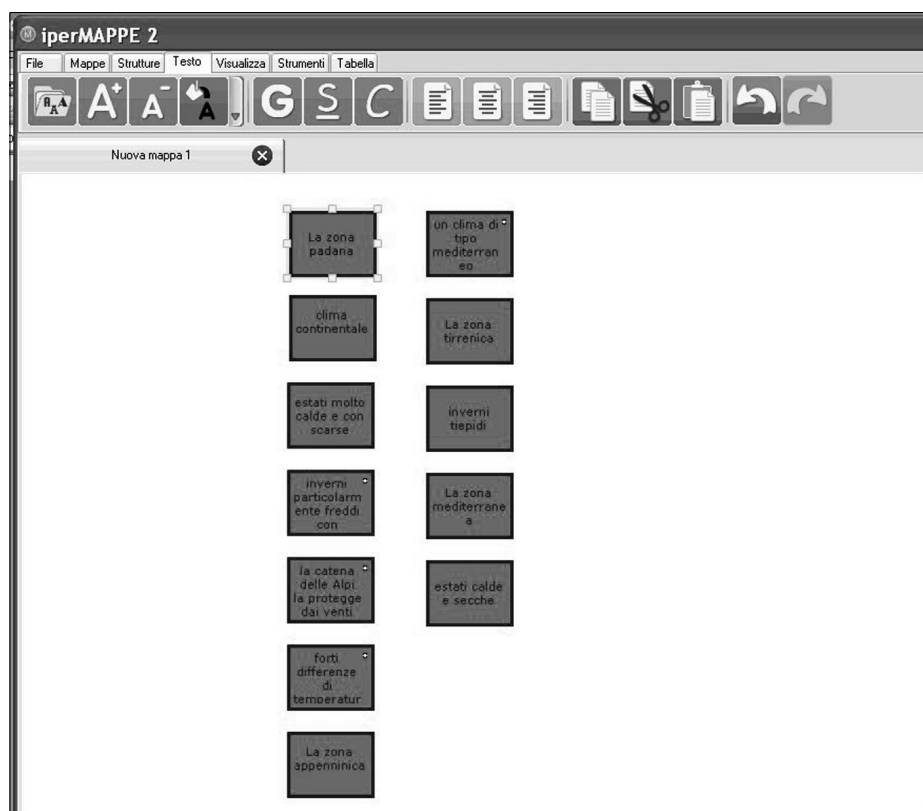 iperMAPPE 2
File Mappe Strutture Testo Visualizza Strumenti Tabella
A+ A- A G S C
Nuova mappa 1
La zona
padana
clima
continentale
estati molto
calde e con
scarse
inverni
particolarm
ente freddi
con
la catena
delle Alpi
la protegge
dai venti
forti
differenze
di
temperatur
La zona
appenninica
un clima di
tipo
mediterran
eo
La zona
tirrenica
inverni
tiepidi
La zona
mediterrane
a
estati calde
e secche